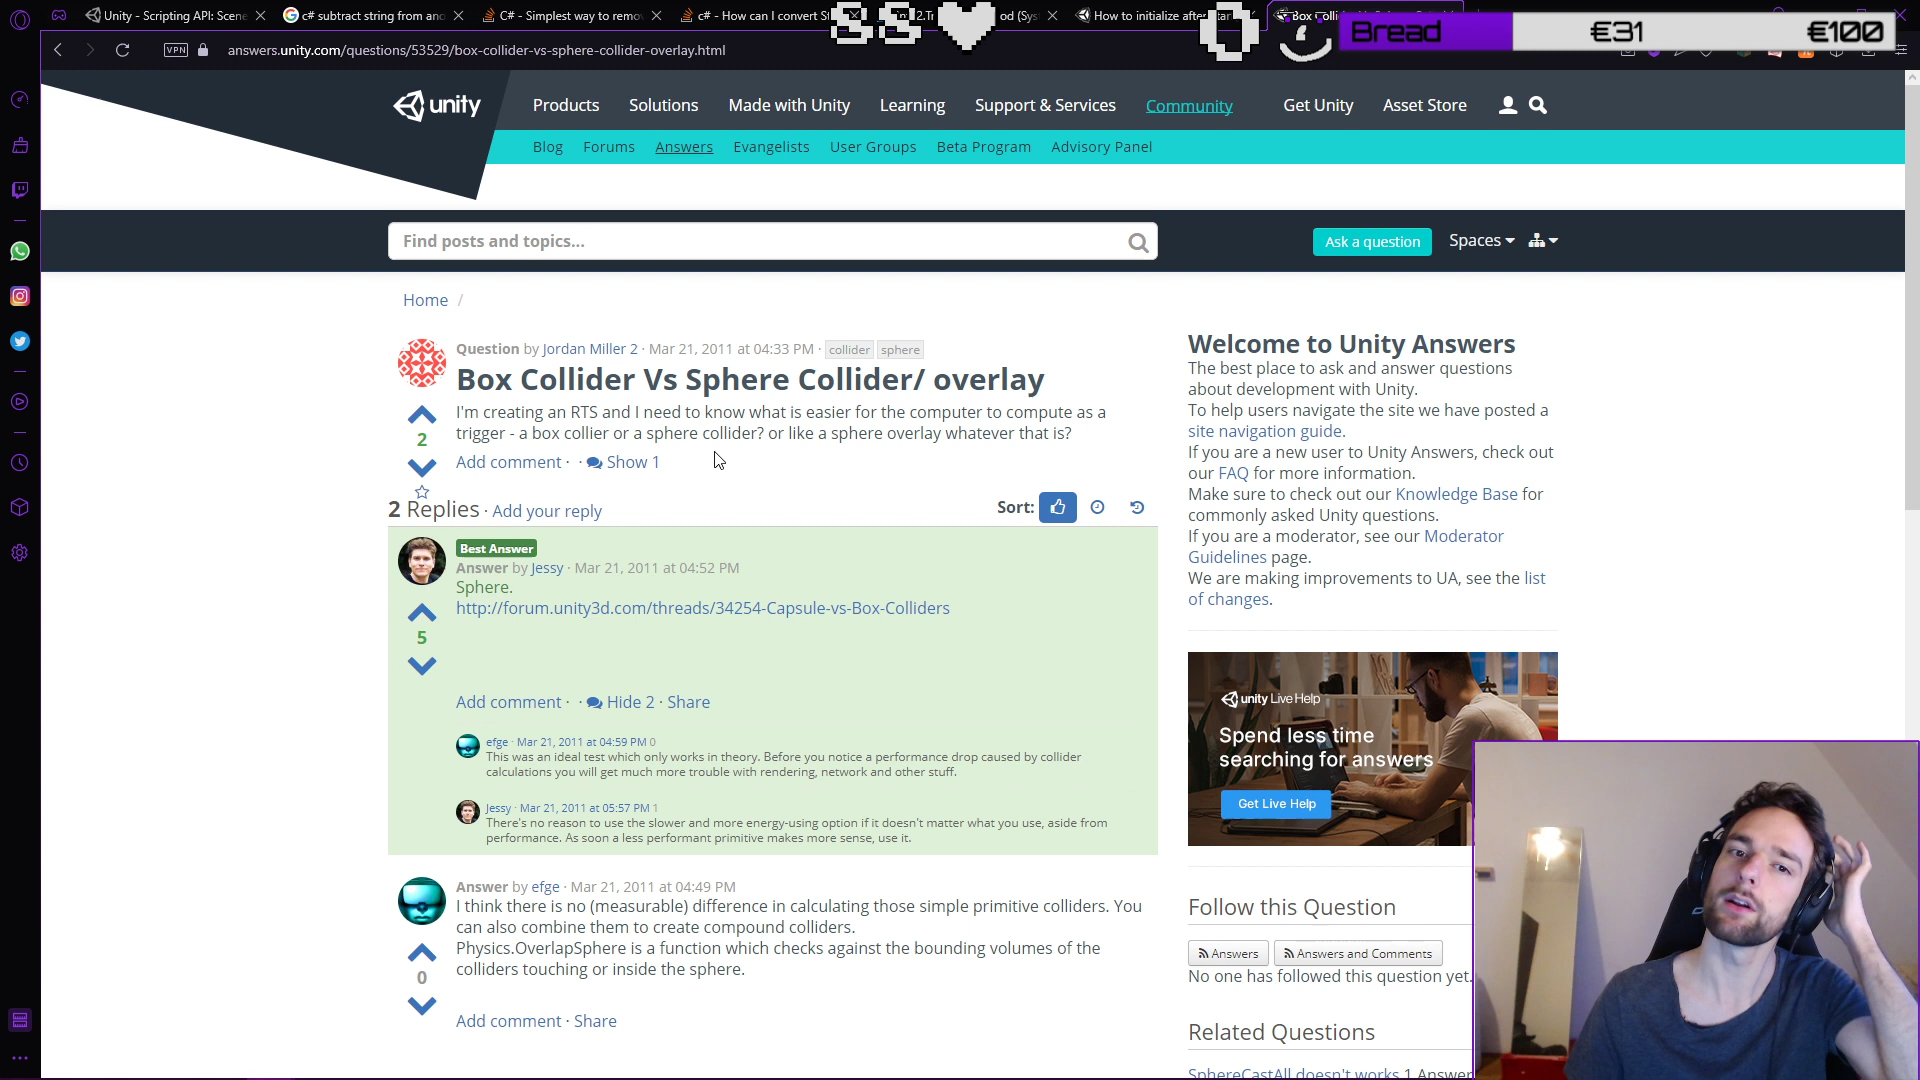 Unity - Scripting API: Scene
c# subtract string from ano
C# - Simplest way to remo
c# - How can I convert St
How to initialize after
SS
0
Bread €31 €100
VPN
answers.unity.com/questions/53529/box-collider-vs-sphere-collider-overlay.html
unity
Products Solutions Made with Unity Learning Support & Services Community Get Unity Asset Store
Blog Forums Answers Evangelists User Groups Beta Program Advisory Panel
Find posts and topics...
Ask a question
Spaces
Home /
Question by Jordan Miller 2 · Mar 21, 2011 at 04:33 PM · collider sphere
Box Collider Vs Sphere Collider/ overlay
I'm creating an RTS and I need to know what is easier for the computer to compute as a
trigger - a box collier or a sphere collider? or like a sphere overlay whatever that is?
2
Add comment · · Show 1
2 Replies · Add your reply
Sort:
Best Answer
Answer by Jessy · Mar 21, 2011 at 04:52 PM
Sphere.
http://forum.unity3d.com/threads/34254-Capsule-vs-Box-Colliders
5
Add comment · · Hide 2 · Share
efge · Mar 21, 2011 at 04:59 PM 0
This was an ideal test which only works in theory. Before you notice a performance drop caused by collider
calculations you will get much more trouble with rendering, network and other stuff.
Jessy · Mar 21, 2011 at 05:57 PM 1
There's no reason to use the slower and more energy-using option if it doesn't matter what you use, aside from
performance. As soon a less performant primitive makes more sense, use it.
Answer by efge · Mar 21, 2011 at 04:49 PM
I think there is no (measurable) difference in calculating those simple primitive colliders. You
can also combine them to create compound colliders.
Physics.OverlapSphere is a function which checks against the bounding volumes of the
colliders touching or inside the sphere.
0
Add comment · Share
Welcome to Unity Answers
The best place to ask and answer questions
about development with Unity.
To help users navigate the site we have posted a
site navigation guide.
If you are a new user to Unity Answers, check out
our FAQ for more information.
Make sure to check out our Knowledge Base for
commonly asked Unity questions.
If you are a moderator, see our Moderator
Guidelines page.
We are making improvements to UA, see the list
of changes.
unity Live Help
Spend less time
searching for answers
Get Live Help
Follow this Question
Answers
Answers and Comments
No one has followed this question yet.
Related Questions
SphereCastAll doesn't works 1 Answer